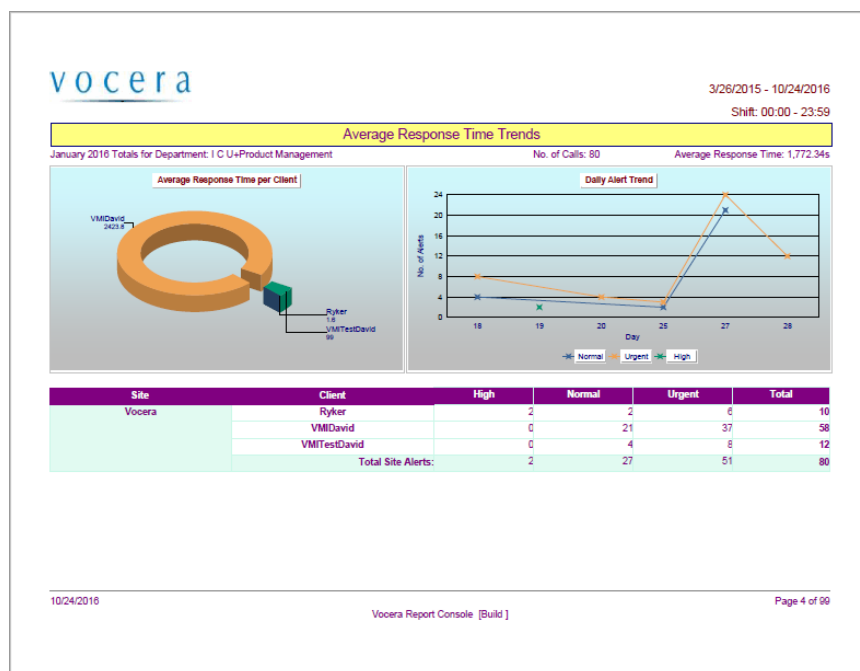 vocera
3/26/2015 - 10/24/2016
Shift: 00:00 - 23:59
Average Response Time Trends
January 2016 Totals for Department: I C U+Product Management No. of Calls: 80 Average Response Time: 1,772.34s
Average Response Time per Client
VMIDavid
2423.8
Ryker
1.6
VMITestDavid
99
Daily Alert Trend
No. of Alerts
24
20
16
12
8
4
0
18 19 20 25 27 28
Day
Normal Urgent High
Site Client High Normal Urgent Total
Vocera Ryker 2 2 6 10
VMIDavid 0 21 37 58
VMITestDavid 0 4 8 12
Total Site Alerts: 2 27 51 80
10/24/2016 Page 4 of 99
Vocera Report Console [Build ]